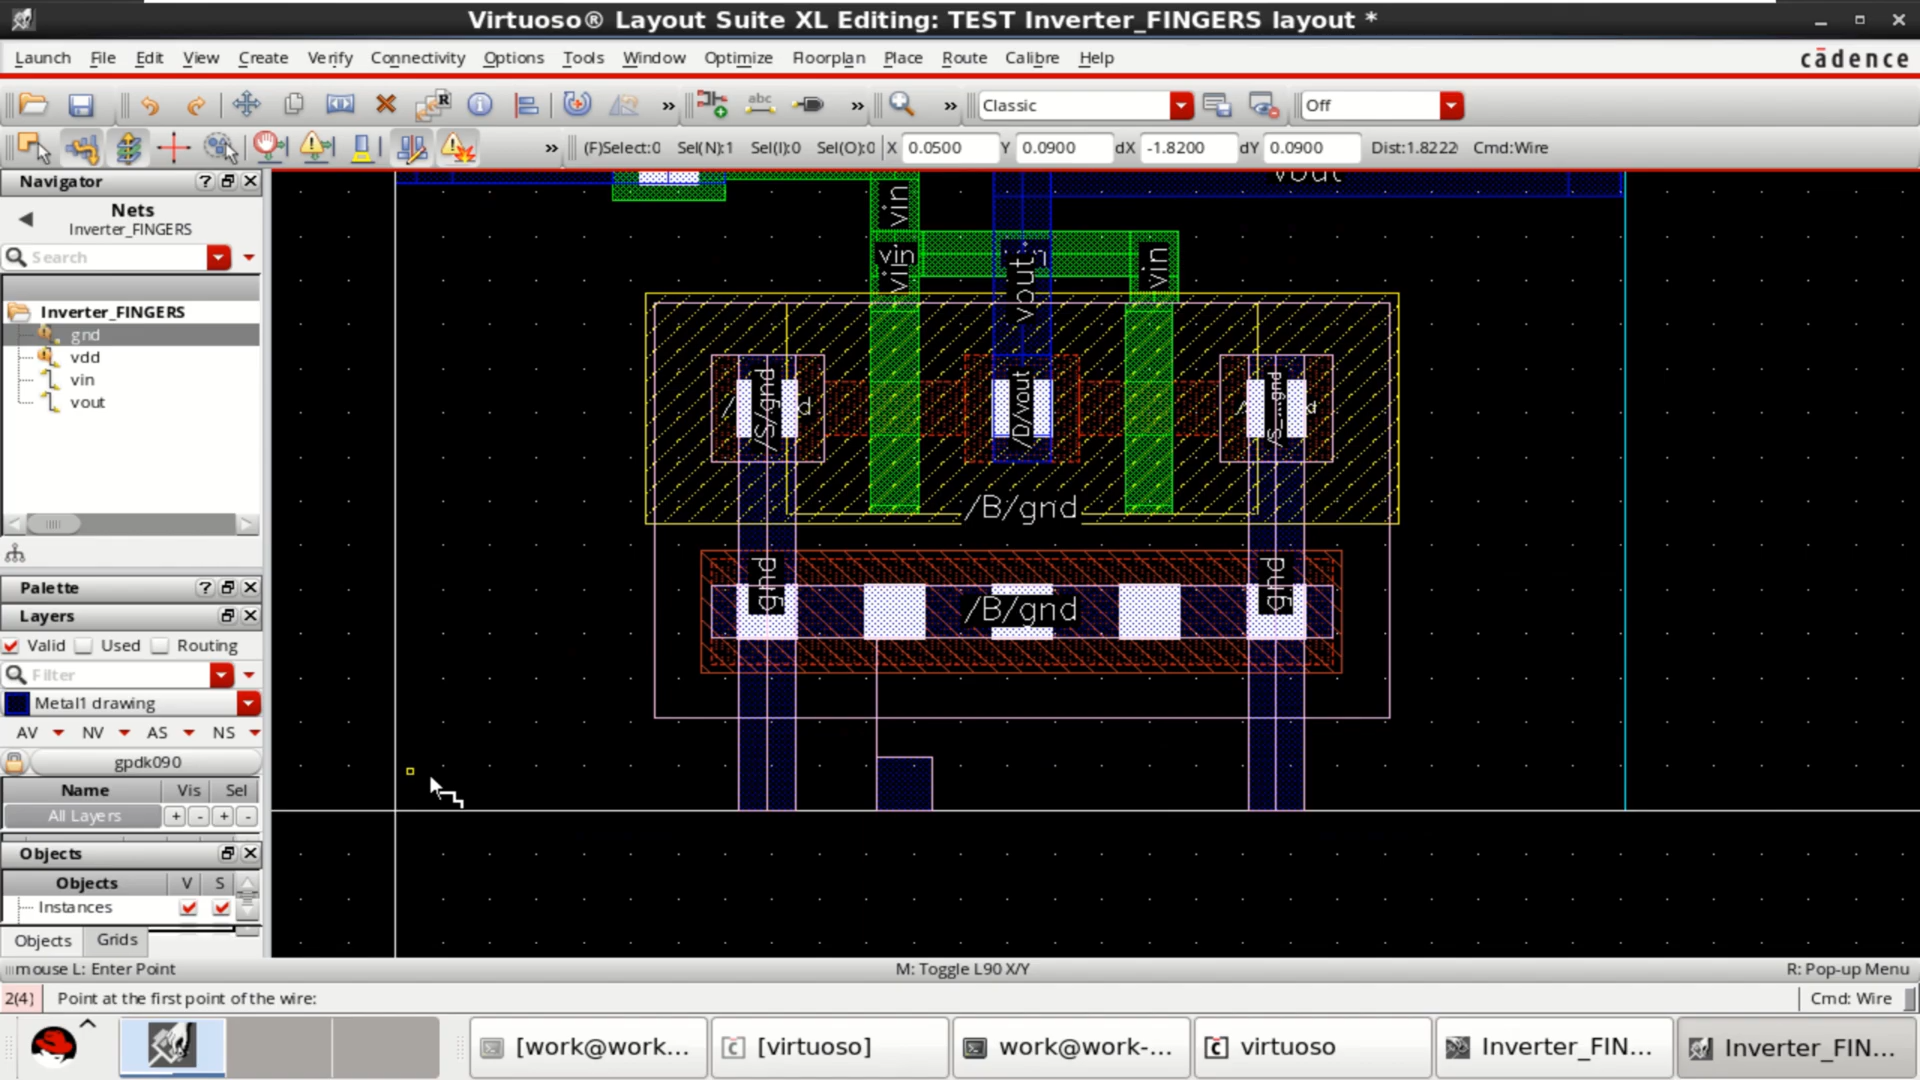 Virtuoso® Layout Suite XL Editing: TEST Inverter_FINGERS layout *
Launch File Edit View Create Verify Connectivity Options Tools Window Optimize Floorplan Place Route Calibre Help
cādence
R abc Classic Off
(F)Select:0 Sel(N):1 Sel(I):0 Sel(O):0 X 0.0500 Y 0.0900 dX -1.8200 dY 0.0900 Dist:1.8222 Cmd:Wire
Navigator ?
Nets
Inverter_FINGERS
Search
Inverter_FINGERS
gnd
vdd
vin
vout
Palette ?
Layers
Valid Used Routing
Filter
Metal1 drawing
AV NV AS NS
gpdk090
Name Vis Sel
All Layers + - + -
Objects
Objects V S
Instances
Objects Grids
vout
vin
vin
vin
vout
vin
/S/gnd
/D/vout
/B/gnd
gnd
/B/gnd
gnd
mouse L: Enter Point M: Toggle L90 X/Y R: Pop-up Menu
2(4) Point at the first point of the wire: Cmd: Wire
[work@work... [virtuoso] work@work-... virtuoso Inverter_FIN... Inverter_FIN...